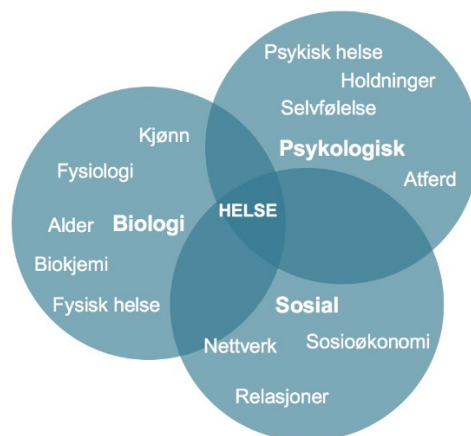 Psykisk helse
Holdninger
Selvfølelse
Psykologisk
Atferd
Kjønn
Fysiologi
Alder
Biologi
Biokjemi
Fysisk helse
HELSE
Sosial
Nettverk
Sosioøkonomi
Relasjoner